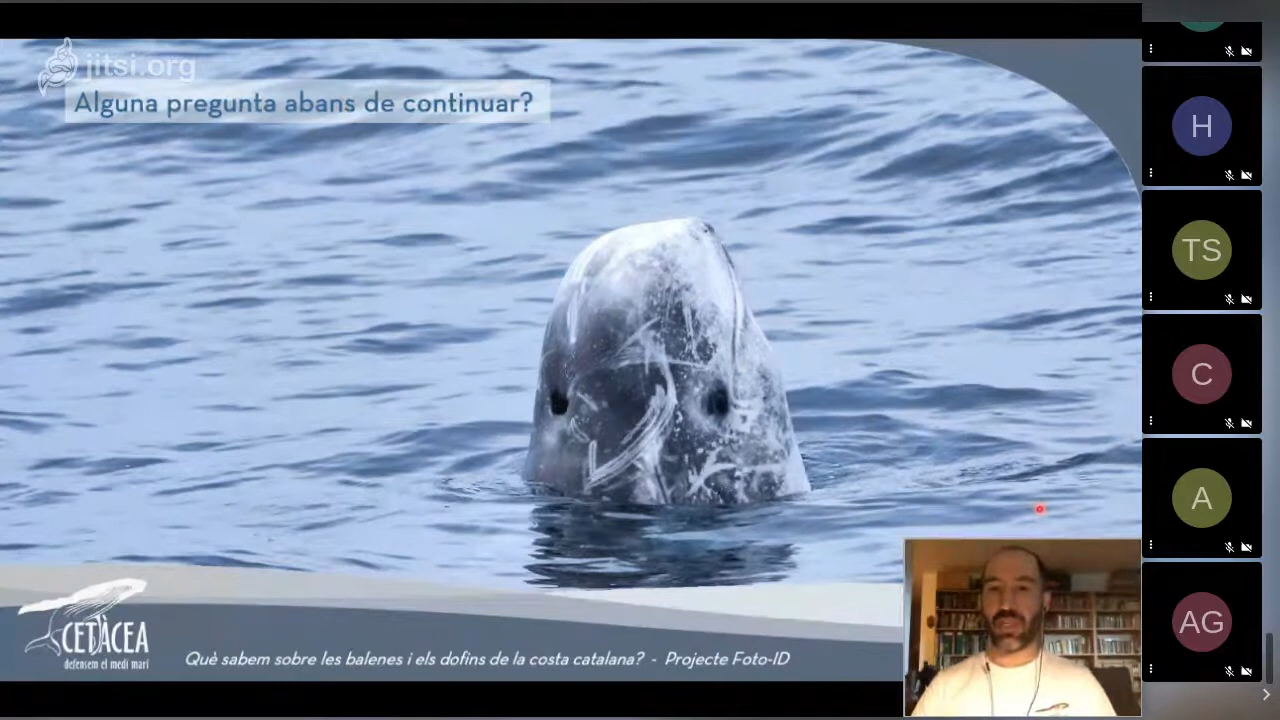 jitsi.org
Alguna pregunta abans de continuar?
H
TS
C
A
AG
CETÀCEA
defensem el medi marí
Què sabem sobre les balenes i els dofins de la costa catalana? - Projecte Foto-ID